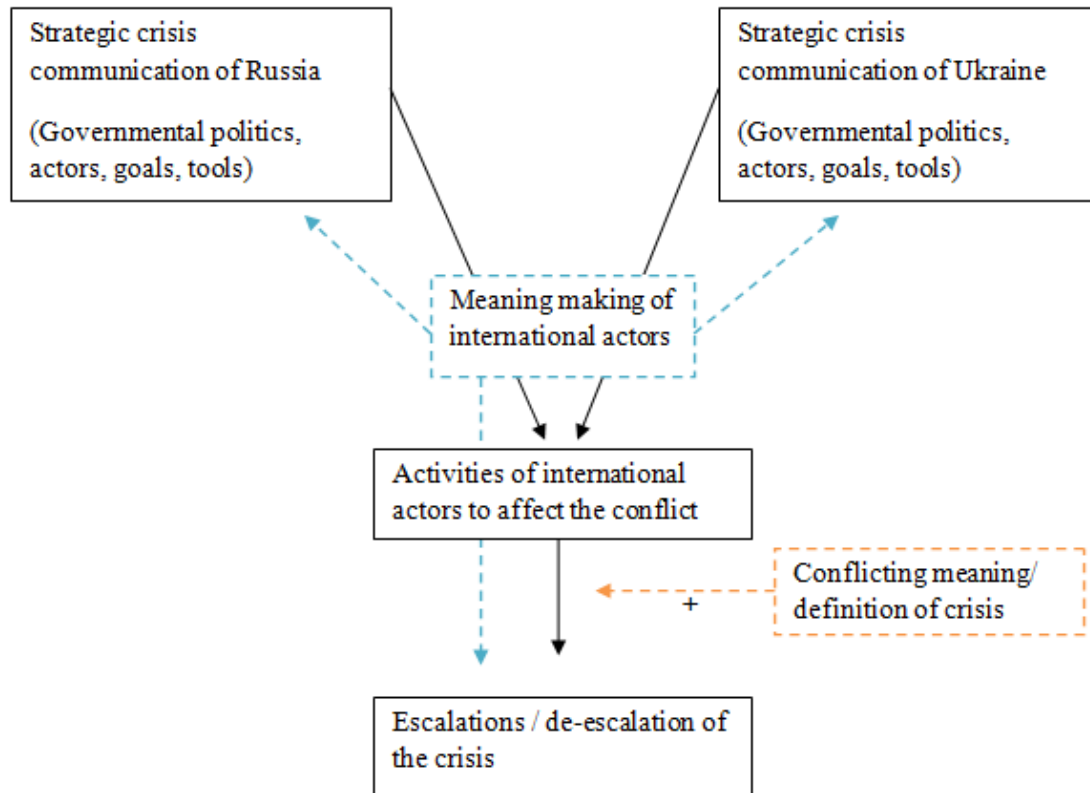 Strategic crisis
communication of Russia
(Governmental politics,
actors, goals, tools)
Strategic crisis
communication of Ukraine
(Governmental politics,
actors, goals, tools)
Meaning making of
international actors
Activities of international
actors to affect the conflict
Conflicting meaning/
definition of crisis
+
Escalations / de-escalation of
the crisis